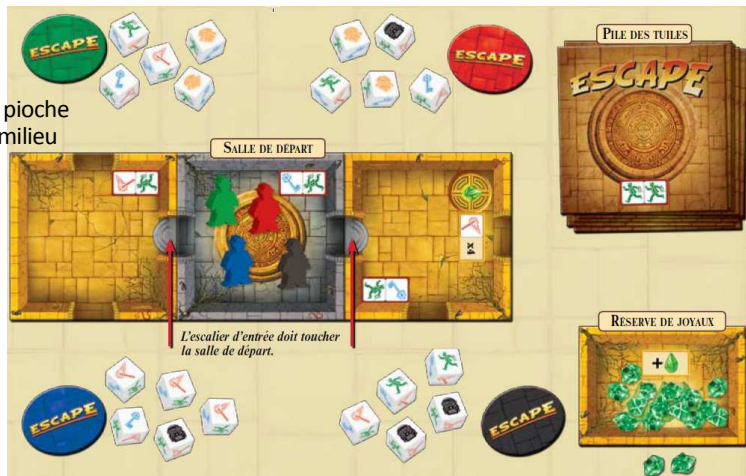 ESCAPE
ESCAPE
PILE DES TUILES
ESCAPE
pioche
milieu
SALLE DE DÉPART
x4
L'escalier d'entrée doit toucher
la salle de départ.
RÉSERVE DE JOYAUX
+
ESCAPE
ESCAPE